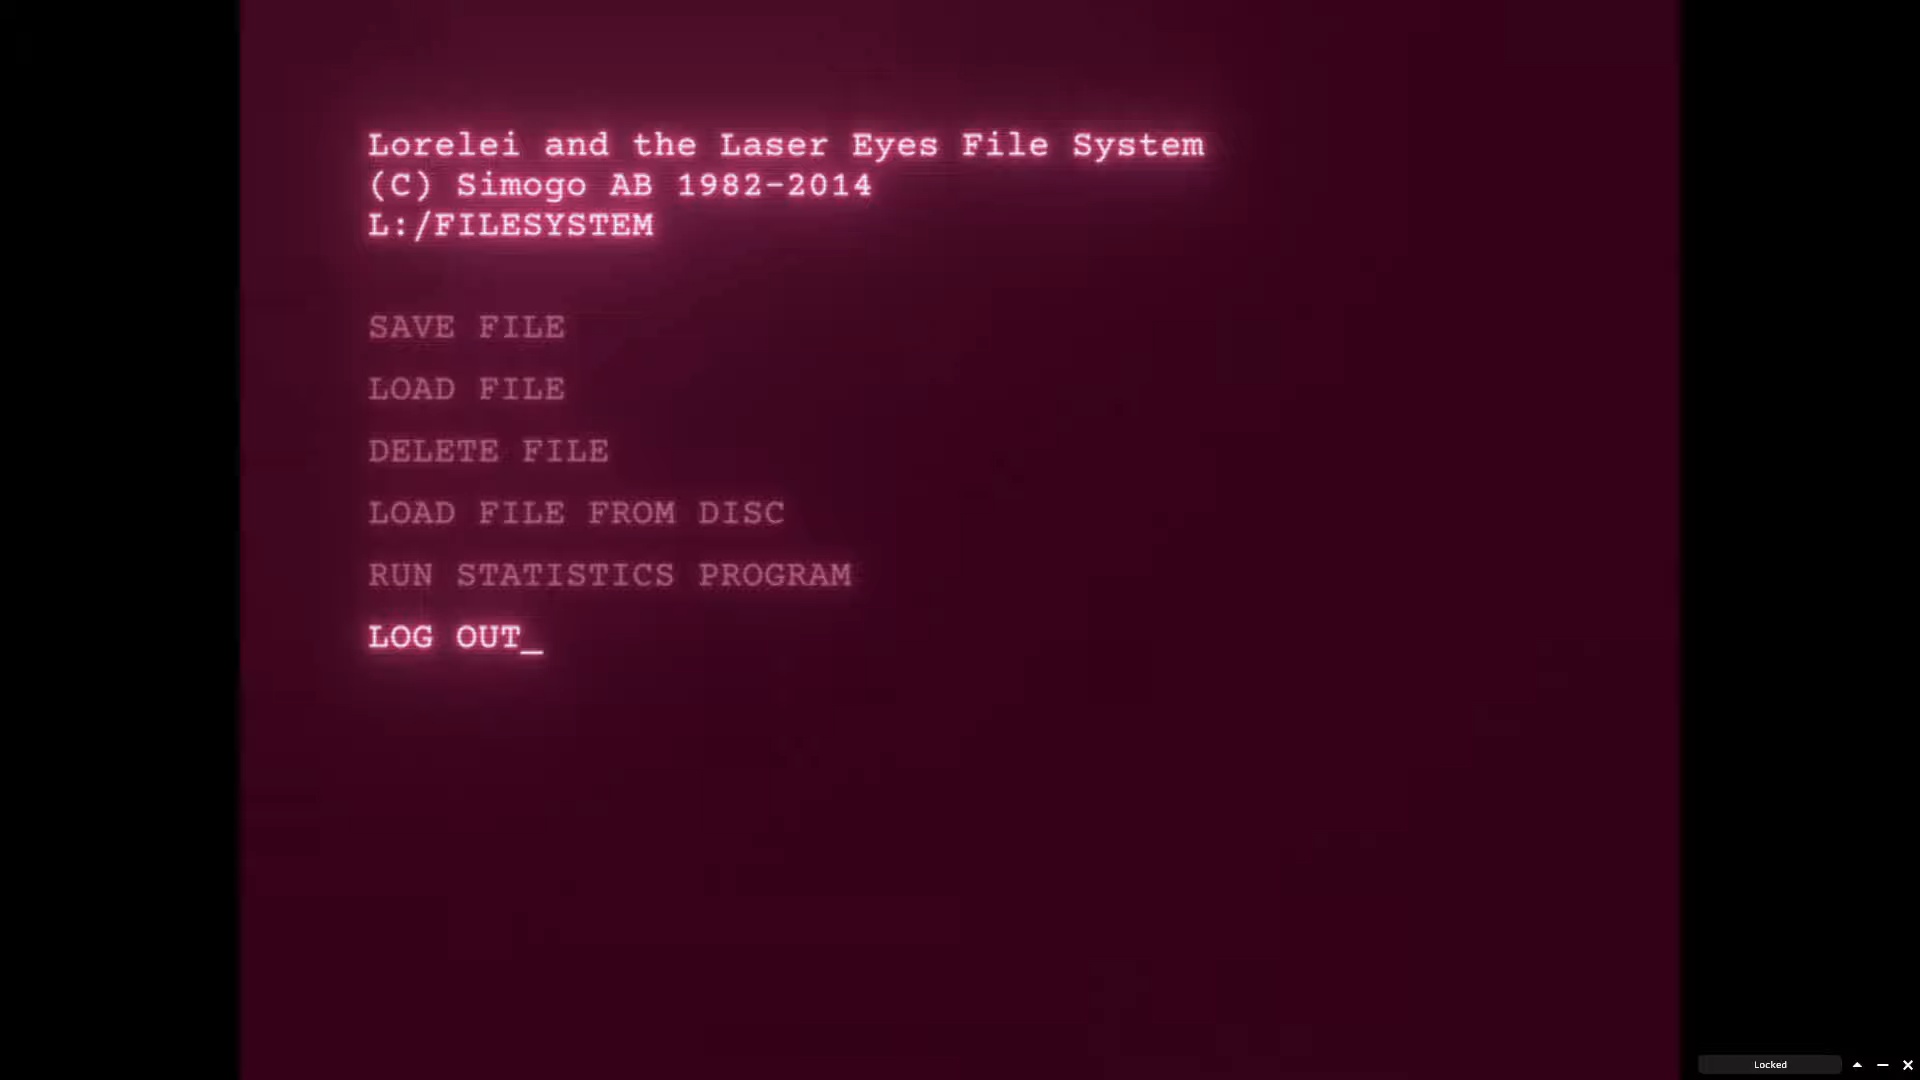 Lorelei and the Laser Eyes File System
(C) Simogo AB 1982-2014
L:/FILESYSTEM
SAVE FILE
LOAD FILE
DELETE FILE
LOAD FILE FROM DISC
RUN STATISTICS PROGRAM
LOG OUT_
Locked